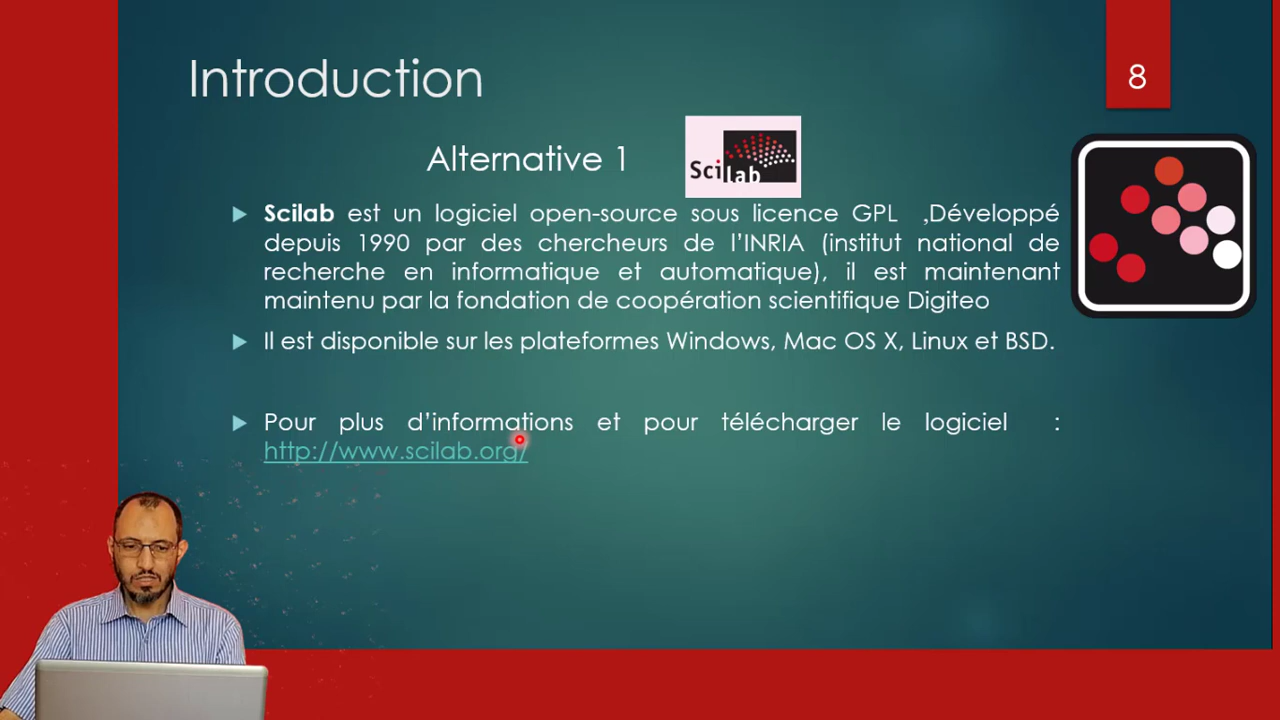 Introduction
8
Alternative 1
Scilab
Scilab est un logiciel open-source sous licence GPL ,Développé
depuis 1990 par des chercheurs de l’INRIA (institut national de
recherche en informatique et automatique), il est maintenant
maintenu par la fondation de coopération scientifique Digiteo
Il est disponible sur les plateformes Windows, Mac OS X, Linux et BSD.
Pour plus d’informations et pour télécharger le logiciel :
http://www.scilab.org/